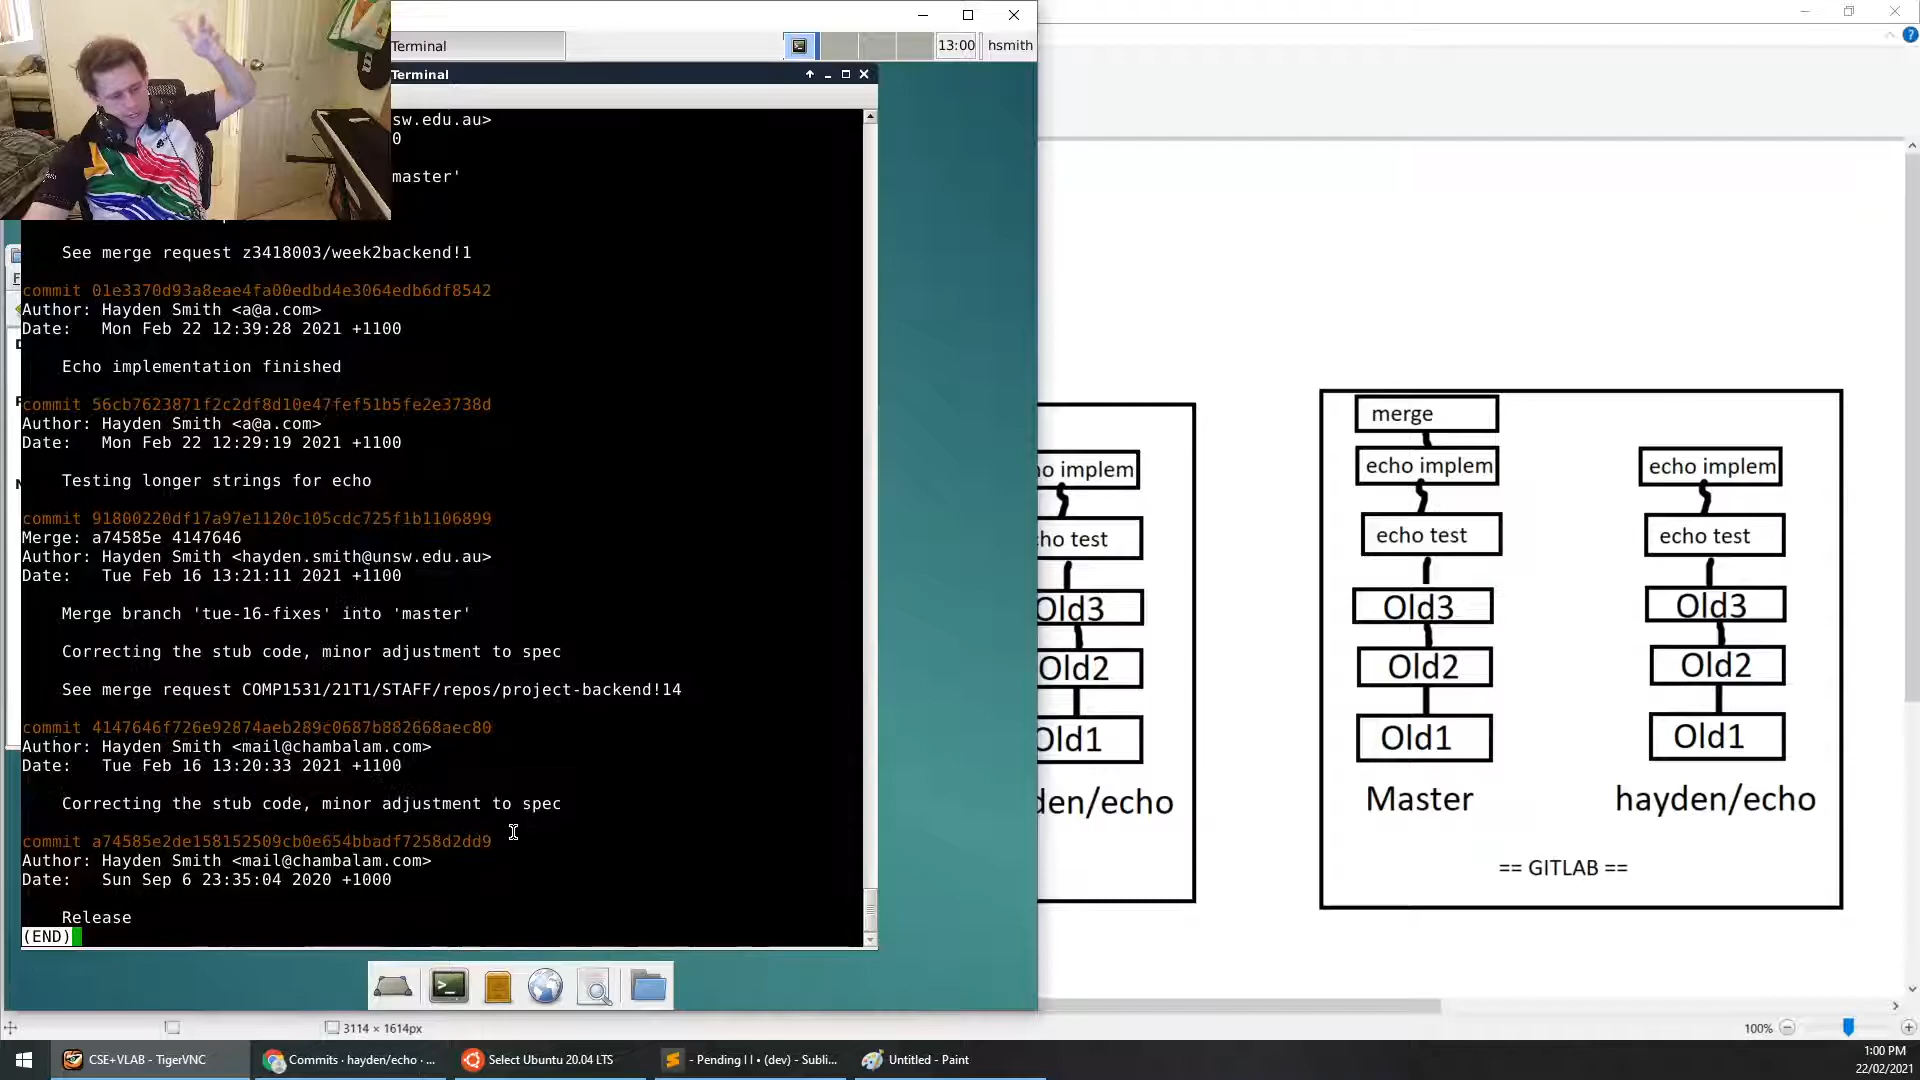 Terminal
13:00
hsmith
Terminal
sw.edu.au>
0
master'
See merge request z3418003/week2backend!1
commit 01e3370d93a8eae4fa00edbd4e3064edb6df8542
Author: Hayden Smith <a@a.com>
Date:   Mon Feb 22 12:39:28 2021 +1100
Echo implementation finished
commit 56cb7623871f2c2df8d10e47fef51b5fe2e3738d
Author: Hayden Smith <a@a.com>
Date:   Mon Feb 22 12:29:19 2021 +1100
Testing longer strings for echo
commit 91800220df17a97e1120c105cdc725f1b1106899
Merge: a74585e 4147646
Author: Hayden Smith <hayden.smith@unsw.edu.au>
Date:   Tue Feb 16 13:21:11 2021 +1100
Merge branch 'tue-16-fixes' into 'master'
Correcting the stub code, minor adjustment to spec
See merge request COMP1531/21T1/STAFF/repos/project-backend!14
commit 4147646f726e92874aeb289c0687b882668aec80
Author: Hayden Smith <mail@chambalam.com>
Date:   Tue Feb 16 13:20:33 2021 +1100
Correcting the stub code, minor adjustment to spec
commit a74585e2de158152509cb0e654bbadf7258d2dd9
Author: Hayden Smith <mail@chambalam.com>
Date:   Sun Sep 6 23:35:04 2020 +1000
Release
(END)
o implem
ho test
Old3
Old2
Old1
den/echo
merge
echo implem
echo test
Old3
Old2
Old1
Master
echo implem
echo test
Old3
Old2
Old1
hayden/echo
== GITLAB ==
3114 × 1614px
100%
CSE+VLAB - TigerVNC
Commits · hayden/echo · ...
Select Ubuntu 20.04 LTS
- Pending l l • (dev) - Subli...
Untitled - Paint
1:00 PM
22/02/2021